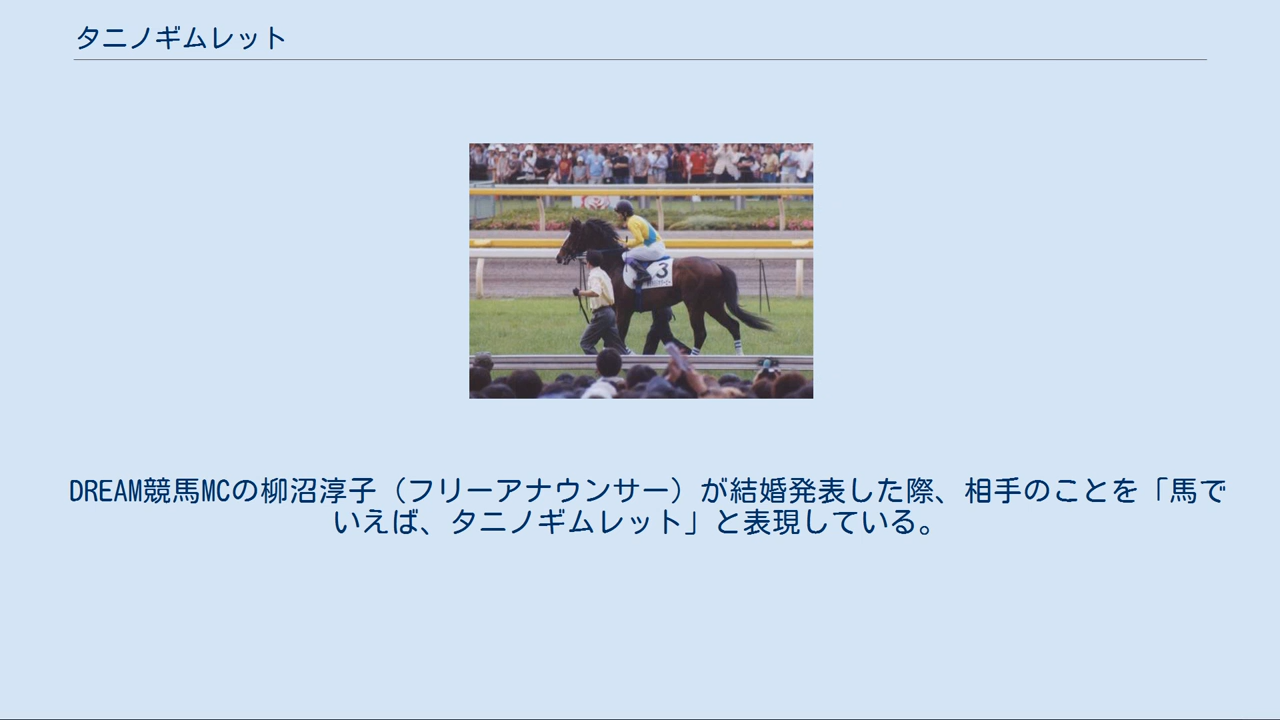 タニノギムレット
3
DREAM競馬MCの柳沼淳子（フリーアナウンサー）が結婚発表した際、相手のことを「馬で
いえば、タニノギムレット」と表現している。